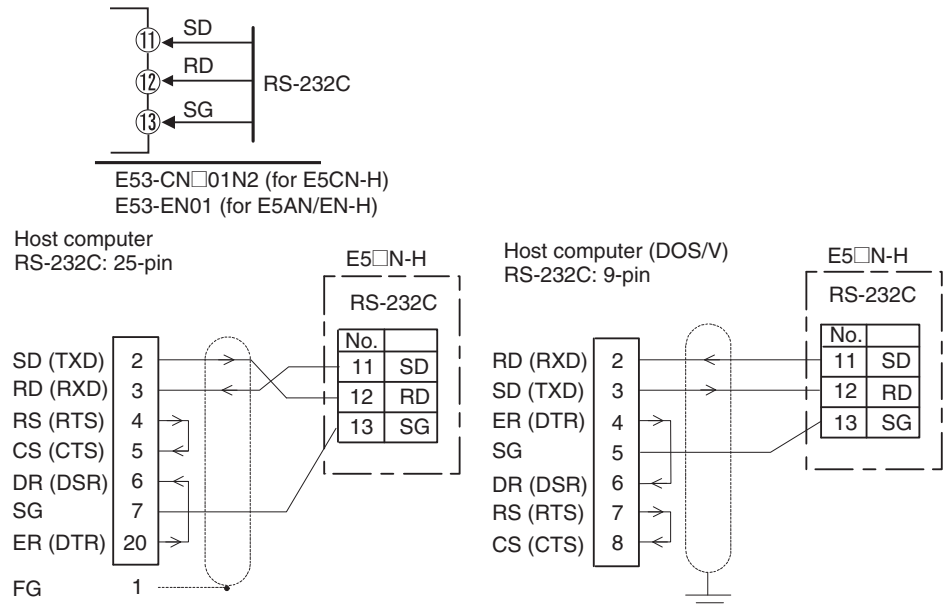 11 SD
12 RD
13 SG
RS-232C
E53-CN□01N2 (for E5CN-H)
E53-EN01 (for E5AN/EN-H)
Host computer
RS-232C: 25-pin
E5□N-H
RS-232C
No.
11 SD
12 RD
13 SG
SD (TXD) 2
RD (RXD) 3
RS (RTS) 4
CS (CTS) 5
DR (DSR) 6
SG 7
ER (DTR) 20
FG 1
Host computer (DOS/V)
RS-232C: 9-pin
E5□N-H
RS-232C
No.
11 SD
12 RD
13 SG
RD (RXD) 2
SD (TXD) 3
ER (DTR) 4
SG 5
DR (DSR) 6
RS (RTS) 7
CS (CTS) 8